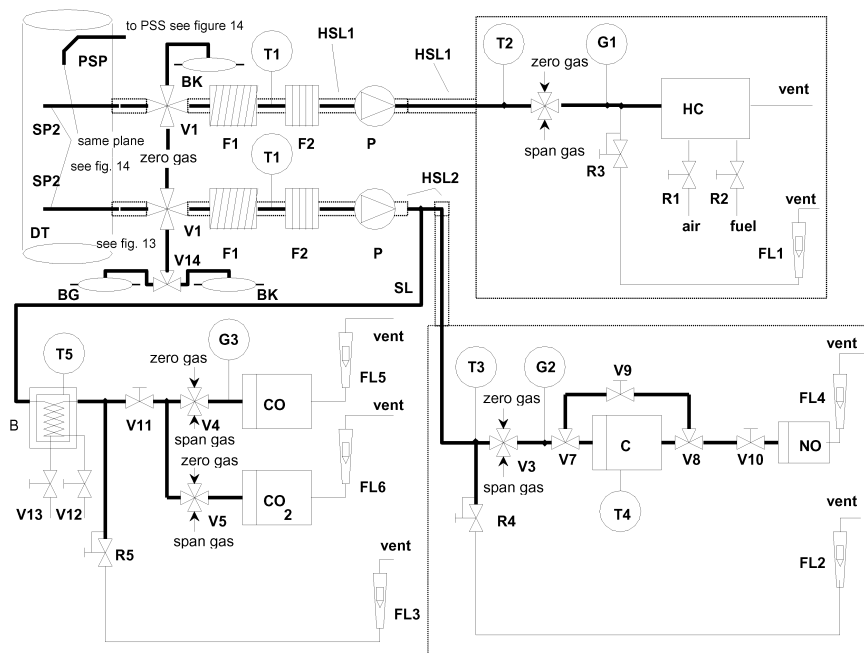 to PSS see figure 14
PSP
BK
T1
HSL1
HSL1
T2
zero gas
G1
HC
vent
SP2
V1
F1
F2
P
span gas
R3
same plane
zero gas
see fig. 14
T1
HSL2
R1
R2
air
fuel
vent
SP2
DT
see fig. 13
V1
F1
F2
P
FL1
V14
BG
BK
SL
T5
zero gas
G3
vent
FL5
T3
zero gas
G2
V9
vent
FL4
B
V11
V4
CO
vent
span gas
zero gas
V3
V7
C
V8
V10
NO
span gas
V13
V12
V5
CO
2
FL6
span gas
T4
R4
vent
R5
FL2
vent
FL3